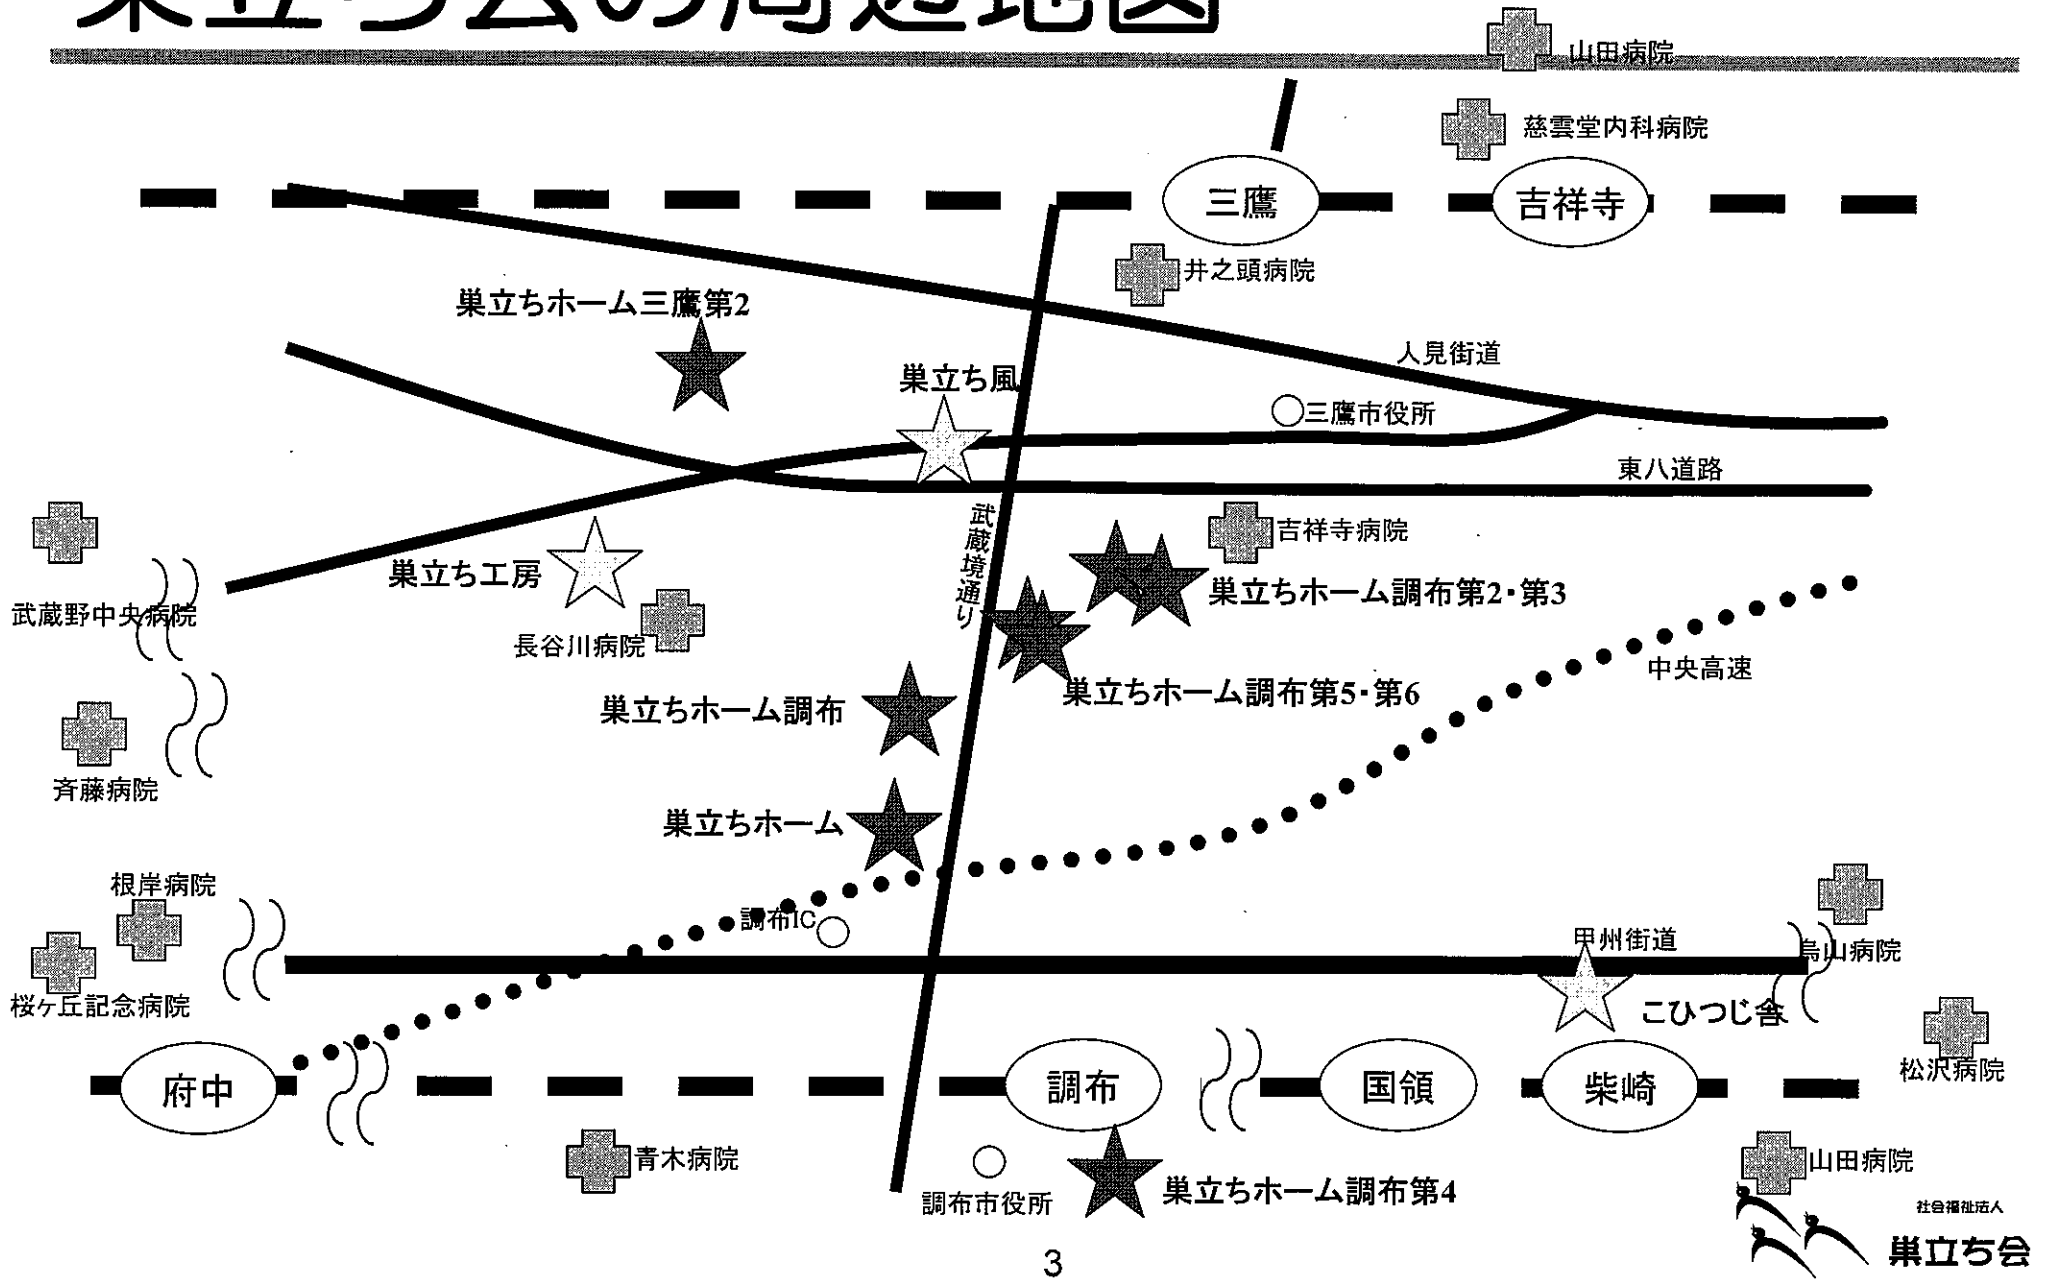 巣立ち会の周辺地図
山田病院
慈雲堂内科病院
三鷹
吉祥寺
井之頭病院
巣立ちホーム三鷹第2
人見街道
巣立ち風
三鷹市役所
東八道路
武蔵境通り
吉祥寺病院
巣立ち工房
巣立ちホーム調布第2・第3
武蔵野中央病院
長谷川病院
中央高速
巣立ちホーム調布第5・第6
巣立ちホーム調布
斉藤病院
巣立ちホーム
根岸病院
調布IC
甲州街道
烏山病院
桜ヶ丘記念病院
こひつじ舎
松沢病院
府中
調布
国領
柴崎
青木病院
山田病院
調布市役所
巣立ちホーム調布第4
社会福祉法人
巣立ち会
3